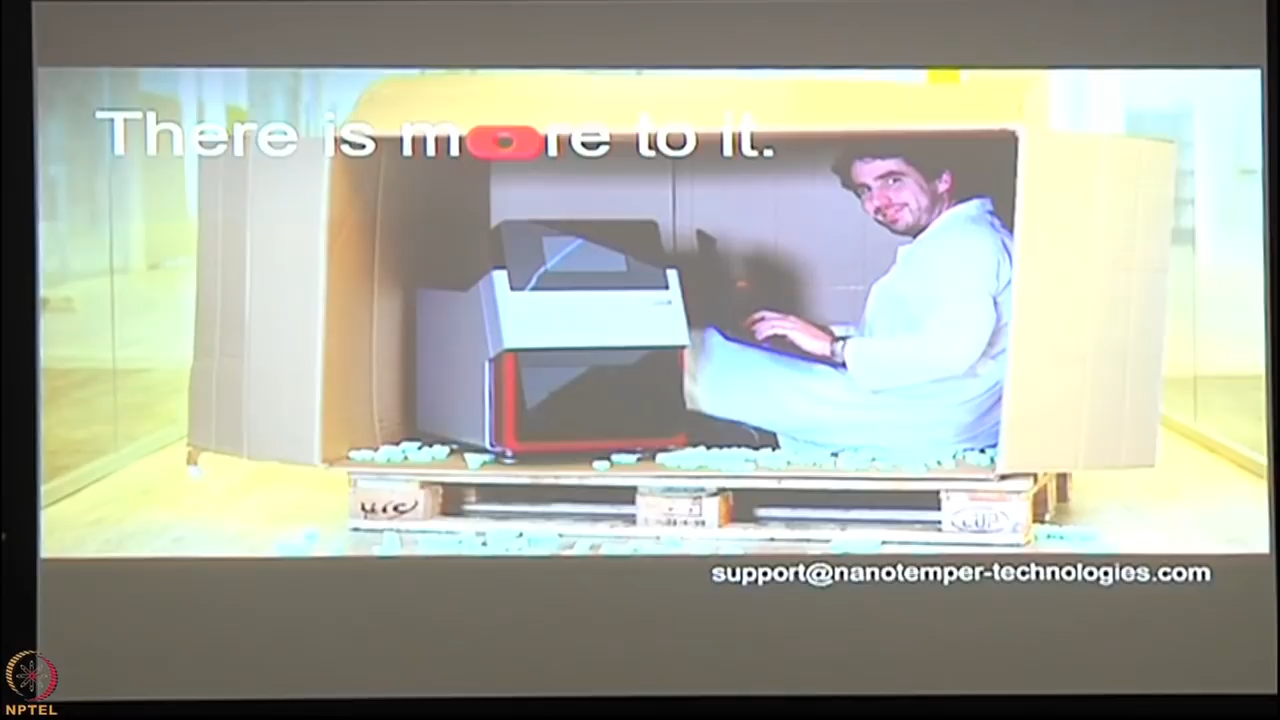 There is more to it.
support@nanotemper-technologies.com
NPTEL